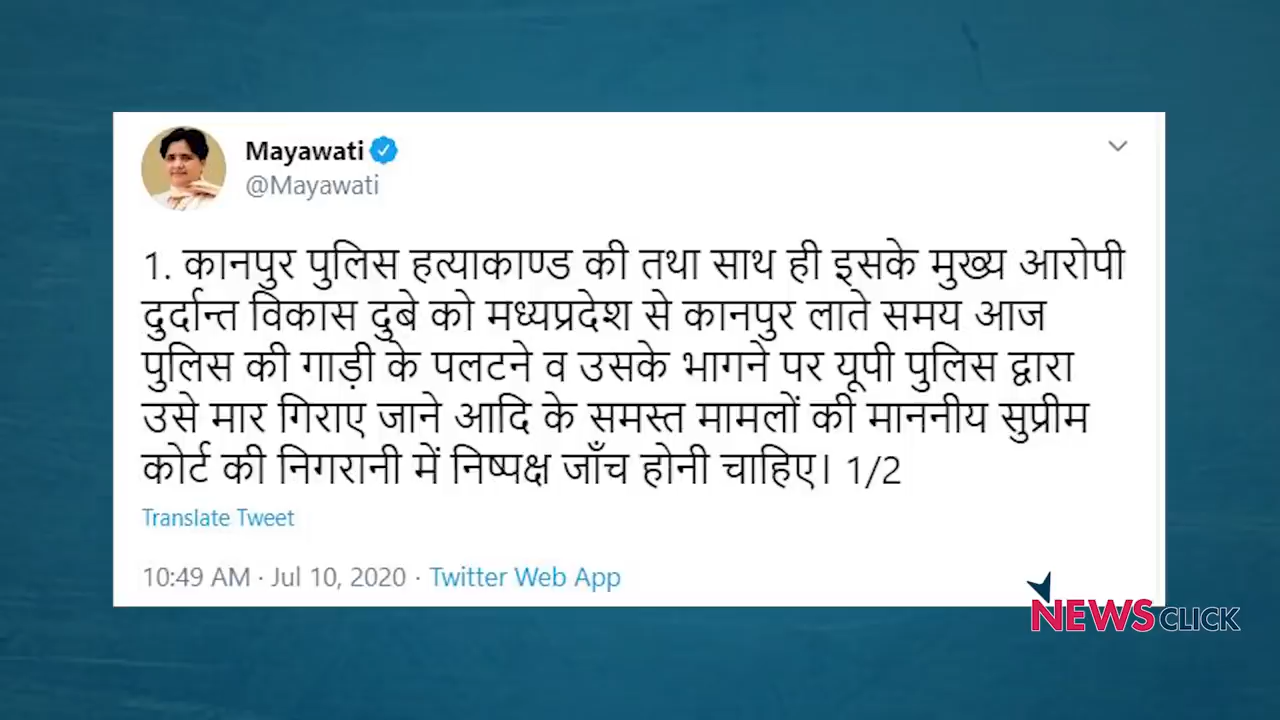 Mayawati
@Mayawati
1. कानपुर पुलिस हत्याकाण्ड की तथा साथ ही इसके मुख्य आरोपी
दुर्दान्त विकास दुबे को मध्यप्रदेश से कानपुर लाते समय आज
पुलिस की गाड़ी के पलटने व उसके भागने पर यूपी पुलिस द्वारा
उसे मार गिराए जाने आदि के समस्त मामलों की माननीय सुप्रीम
कोर्ट की निगरानी में निष्पक्ष जाँच होनी चाहिए। 1/2
Translate Tweet
10:49 AM · Jul 10, 2020 · Twitter Web App
NEWSCLICK